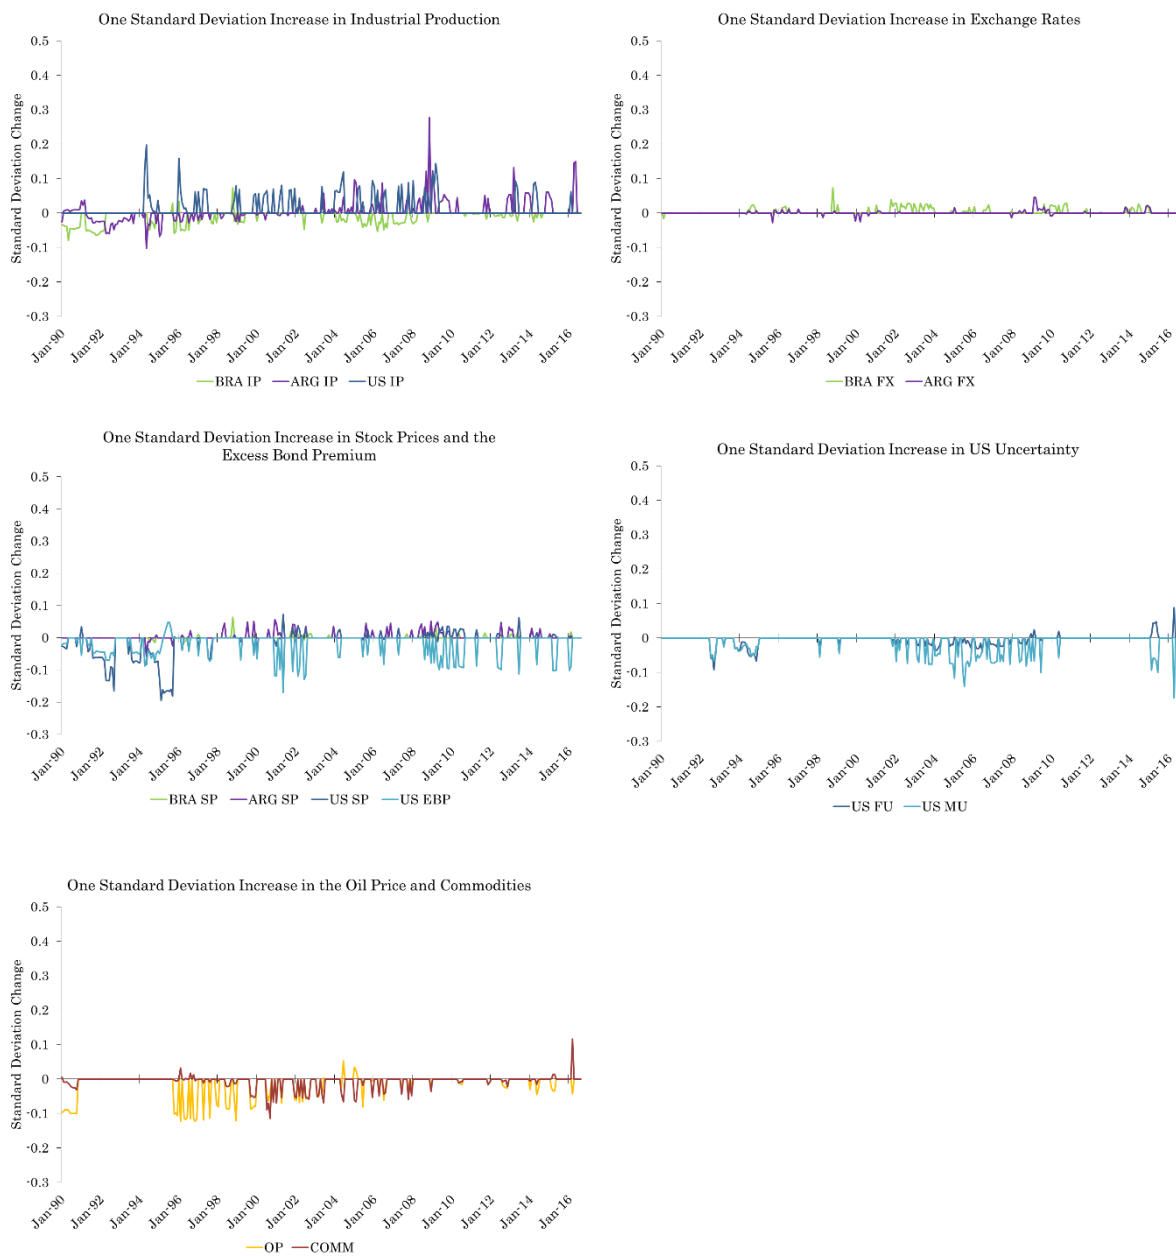 One Standard Deviation Increase in Industrial Production
Standard Deviation Change
0.5
0.4
0.3
0.2
0.1
0
-0.1
-0.2
-0.3
Jan-90
Jan-92
Jan-94
Jan-96
Jan-98
Jan-00
Jan-02
Jan-04
Jan-06
Jan-08
Jan-10
Jan-12
Jan-14
Jan-16
BRA IP ARG IP US IP
One Standard Deviation Increase in Exchange Rates
Standard Deviation Change
0.5
0.4
0.3
0.2
0.1
0
-0.1
-0.2
-0.3
Jan-90
Jan-92
Jan-94
Jan-96
Jan-98
Jan-00
Jan-02
Jan-04
Jan-06
Jan-08
Jan-10
Jan-12
Jan-14
Jan-16
BRA FX ARG FX
One Standard Deviation Increase in Stock Prices and the
Excess Bond Premium
Standard Deviation Change
0.5
0.4
0.3
0.2
0.1
0
-0.1
-0.2
-0.3
Jan-90
Jan-92
Jan-94
Jan-96
Jan-98
Jan-00
Jan-02
Jan-04
Jan-06
Jan-08
Jan-10
Jan-12
Jan-14
Jan-16
BRA SP ARG SP US SP US EBP
One Standard Deviation Increase in US Uncertainty
Standard Deviation Change
0.5
0.4
0.3
0.2
0.1
0
-0.1
-0.2
-0.3
Jan-90
Jan-92
Jan-94
Jan-96
Jan-98
Jan-00
Jan-02
Jan-04
Jan-06
Jan-08
Jan-10
Jan-12
Jan-14
Jan-16
US FU US MU
One Standard Deviation Increase in the Oil Price and Commodities
Standard Deviation Change
0.5
0.4
0.3
0.2
0.1
0
-0.1
-0.2
-0.3
Jan-90
Jan-92
Jan-94
Jan-96
Jan-98
Jan-00
Jan-02
Jan-04
Jan-06
Jan-08
Jan-10
Jan-12
Jan-14
Jan-16
OP COMM